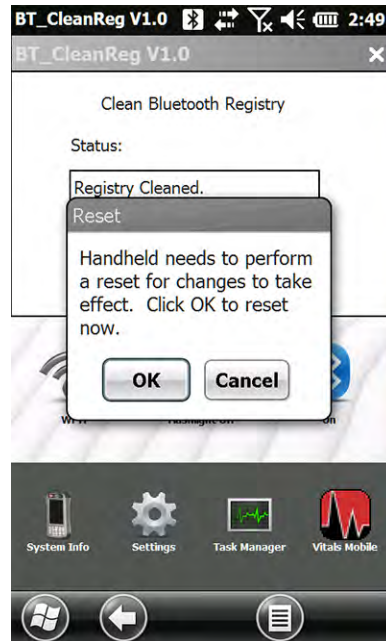 BT_CleanReg V1.0 2:49
BT_CleanReg V1.0
Clean Bluetooth Registry
Status:
Registry Cleaned.
Reset
Handheld needs to perform
a reset for changes to take
effect. Click OK to reset
now.
OK Cancel
System Info Settings Task Manager Vitals Mobile